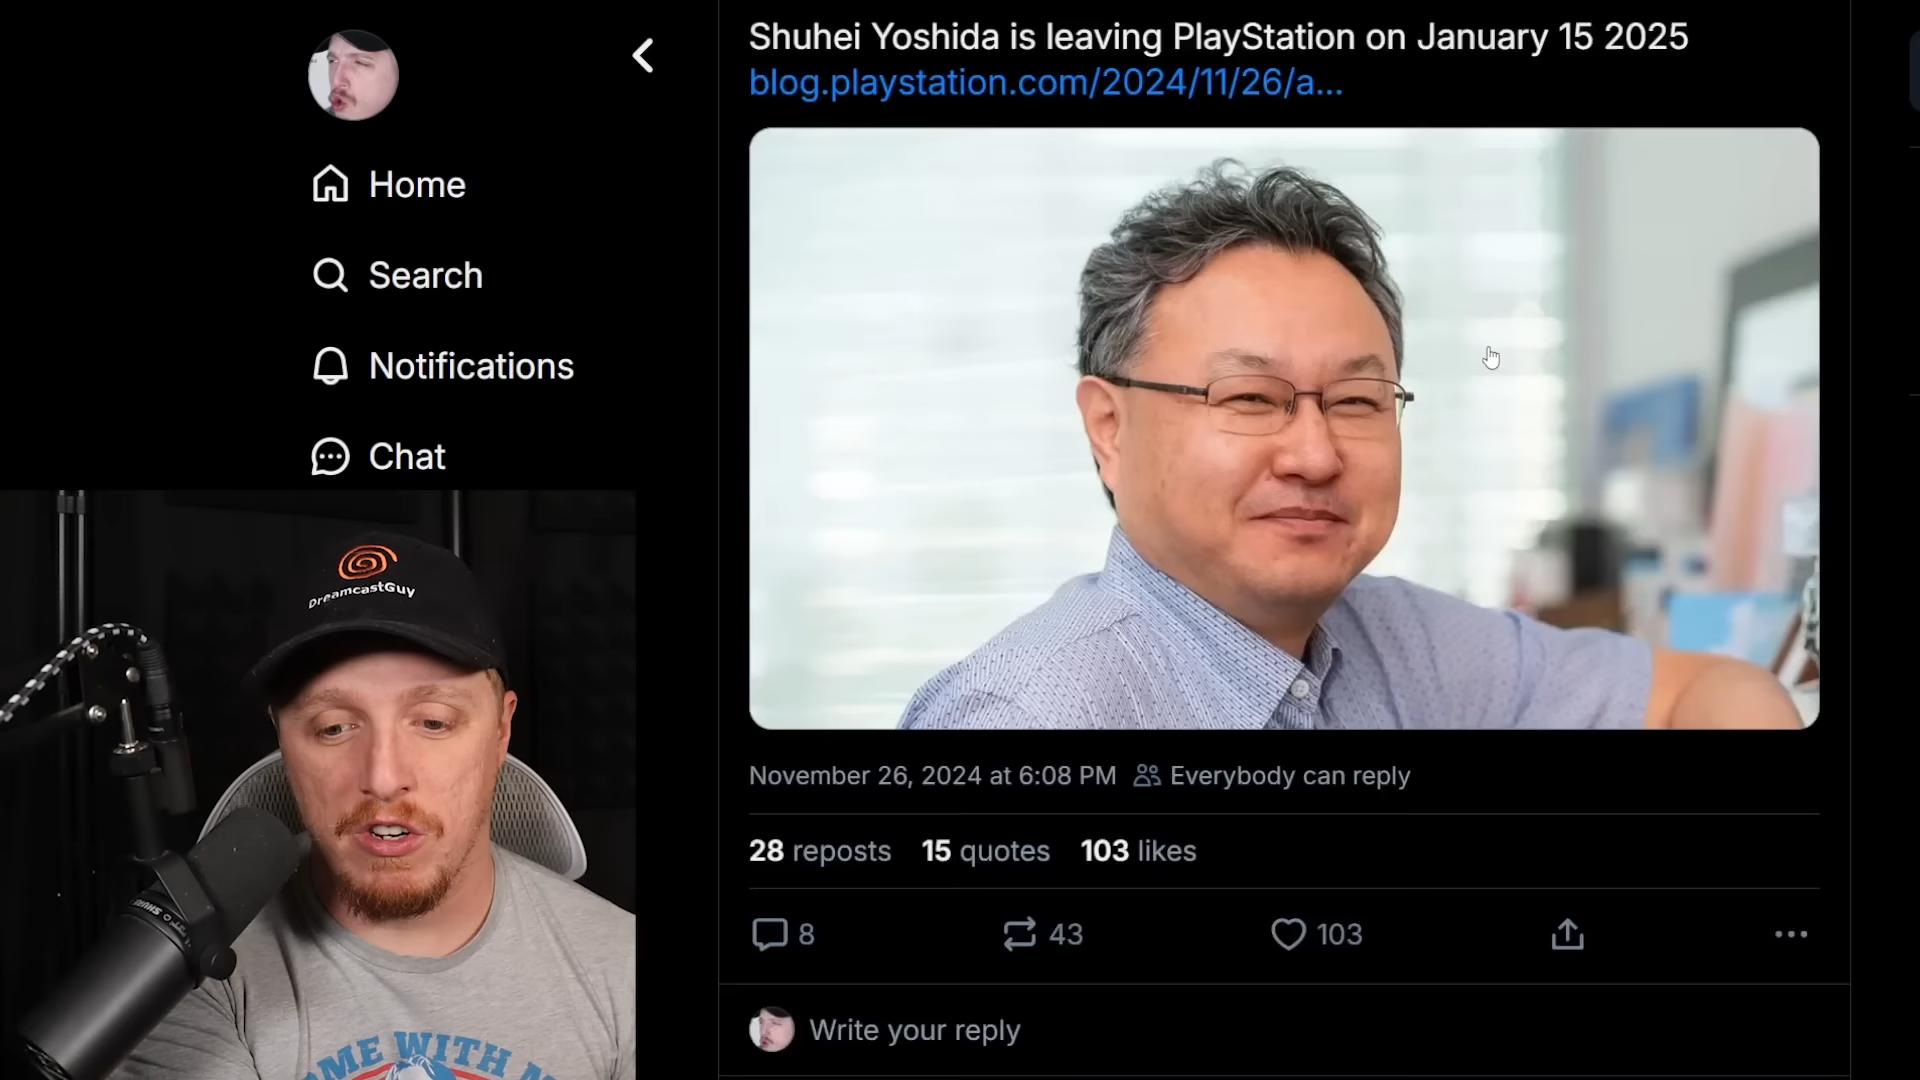 Shuhei Yoshida is leaving PlayStation on January 15 2025
blog.playstation.com/2024/11/26/a...
Home
Search
Notifications
Chat
DreamcastGuy
SHURE
November 26, 2024 at 6:08 PM Everybody can reply
28 reposts 15 quotes 103 likes
8 43 103
Write your reply
WITH